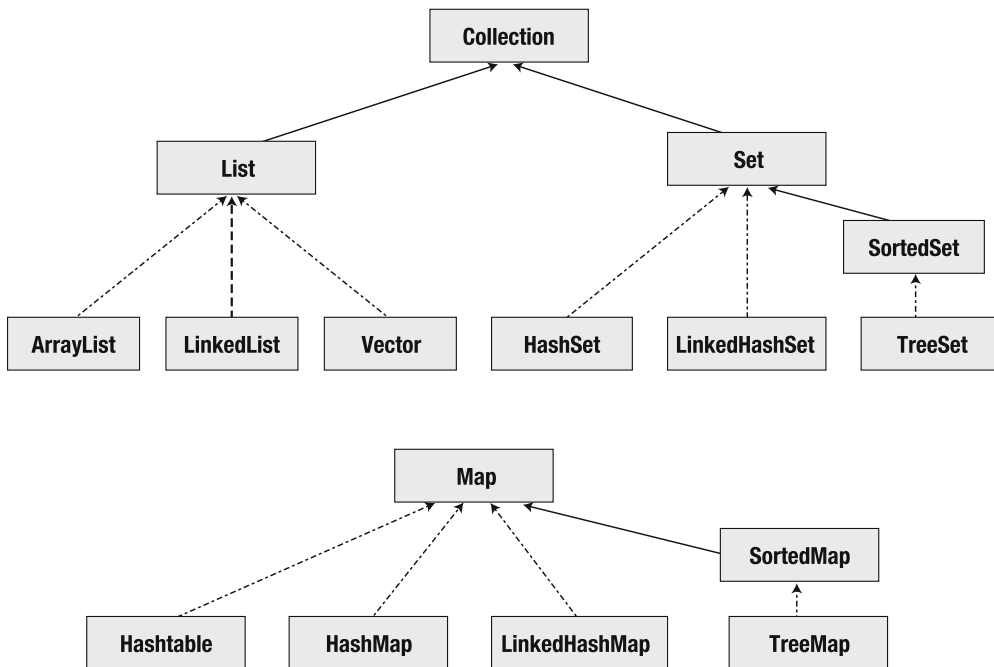 Collection
List
Set
SortedSet
ArrayList
LinkedList
Vector
HashSet
LinkedHashSet
TreeSet
Map
SortedMap
Hashtable
HashMap
LinkedHashMap
TreeMap